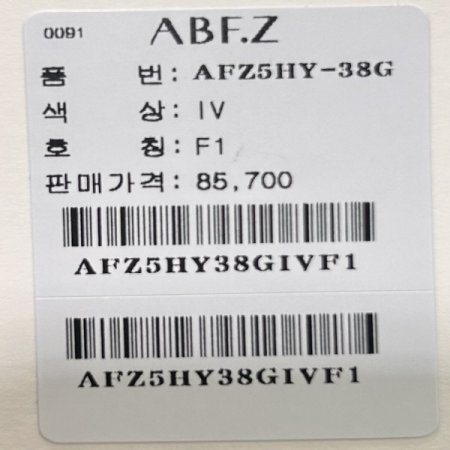 0091 ABF.Z
품 번: AFZ5HY-38G
색 상: IV
호 칭: F1
판매가격: 85,700
AFZ5HY38GIVF1
AFZ5HY38GIVF1